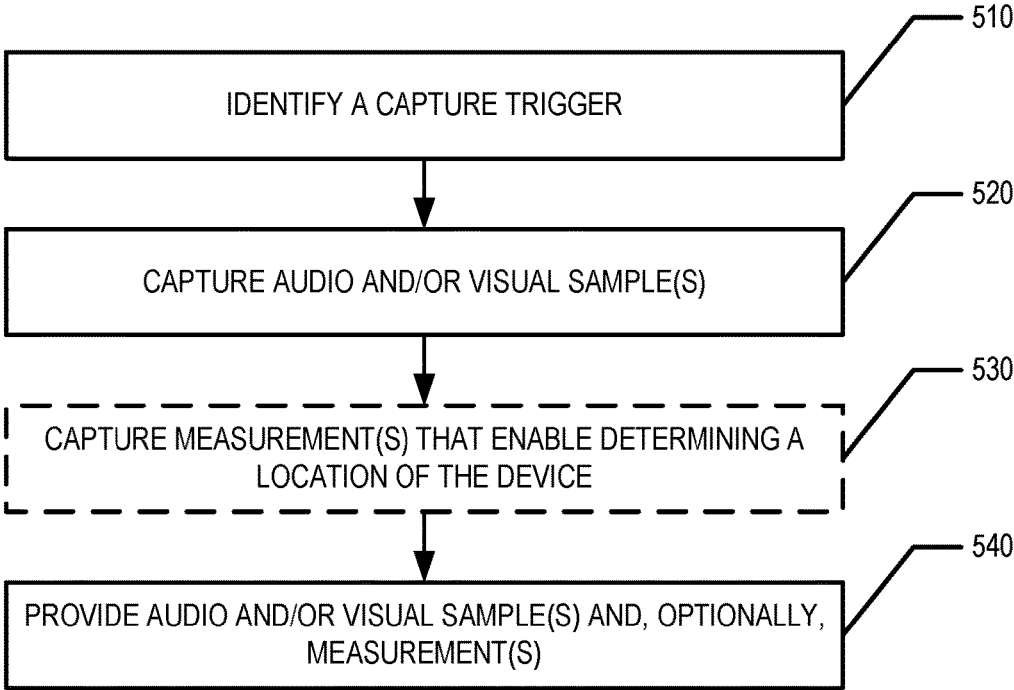 510
IDENTIFY A CAPTURE TRIGGER
520
CAPTURE AUDIO AND/OR VISUAL SAMPLE(S)
530
CAPTURE MEASUREMENT(S) THAT ENABLE DETERMINING A
LOCATION OF THE DEVICE
540
PROVIDE AUDIO AND/OR VISUAL SAMPLE(S) AND, OPTIONALLY,
MEASUREMENT(S)